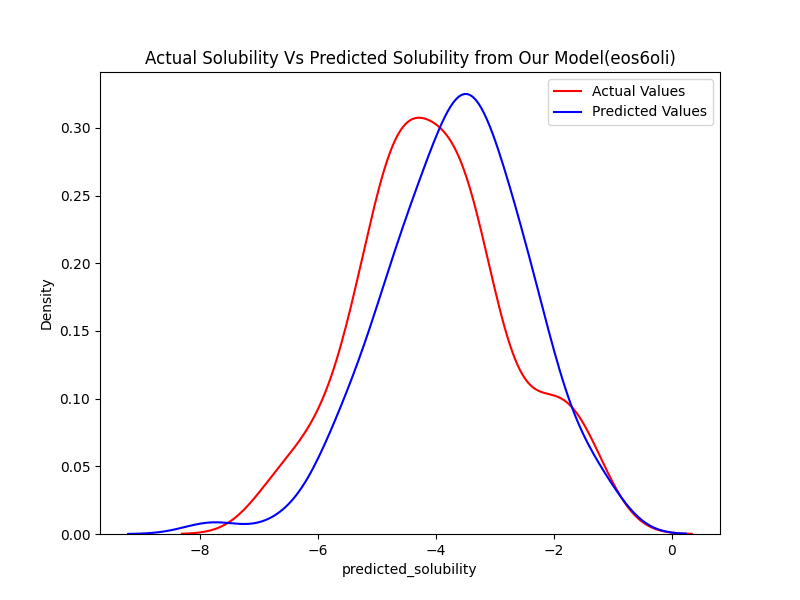 Actual Solubility Vs Predicted Solubility from Our Model(eos6oli)
Actual Values
Predicted Values
0.30
0.25
0.20
0.15
0.10
0.05
0.00
Density
−8 −6 −4 −2 0
predicted_solubility